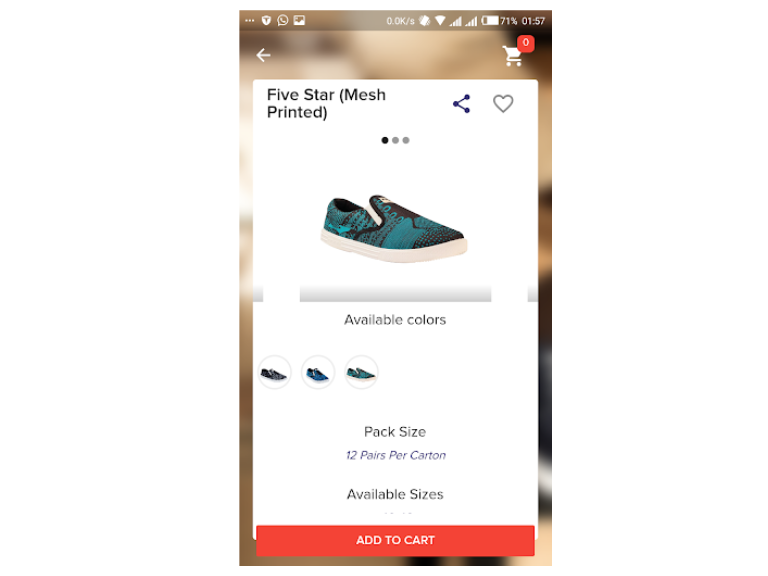 0.0K/s 71% 01:57
0
Five Star (Mesh
Printed)
Available colors
Pack Size
12 Pairs Per Carton
Available Sizes
ADD TO CART